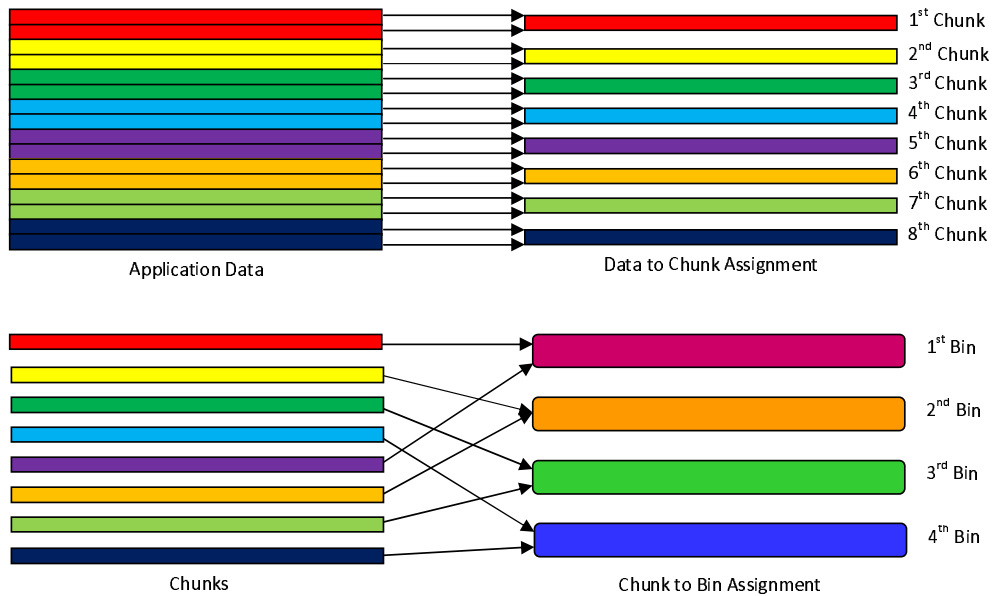 1st Chunk
2nd Chunk
3rd Chunk
4th Chunk
5th Chunk
6th Chunk
7th Chunk
8th Chunk
Application Data
Data to Chunk Assignment
1st Bin
2nd Bin
3rd Bin
4th Bin
Chunks
Chunk to Bin Assignment